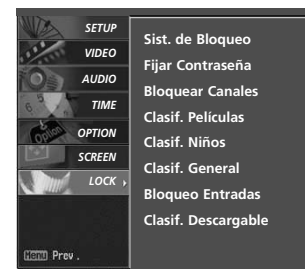 SETUP
VIDEO
AUDIO
TIME
OPTION
SCREEN
LOCK
Menu Prev.
Sist. de Bloqueo
Fijar Contraseña
Bloquear Canales
Clasif. Películas
Clasif. Niños
Clasif. General
Bloqueo Entradas
Clasif. Descargable